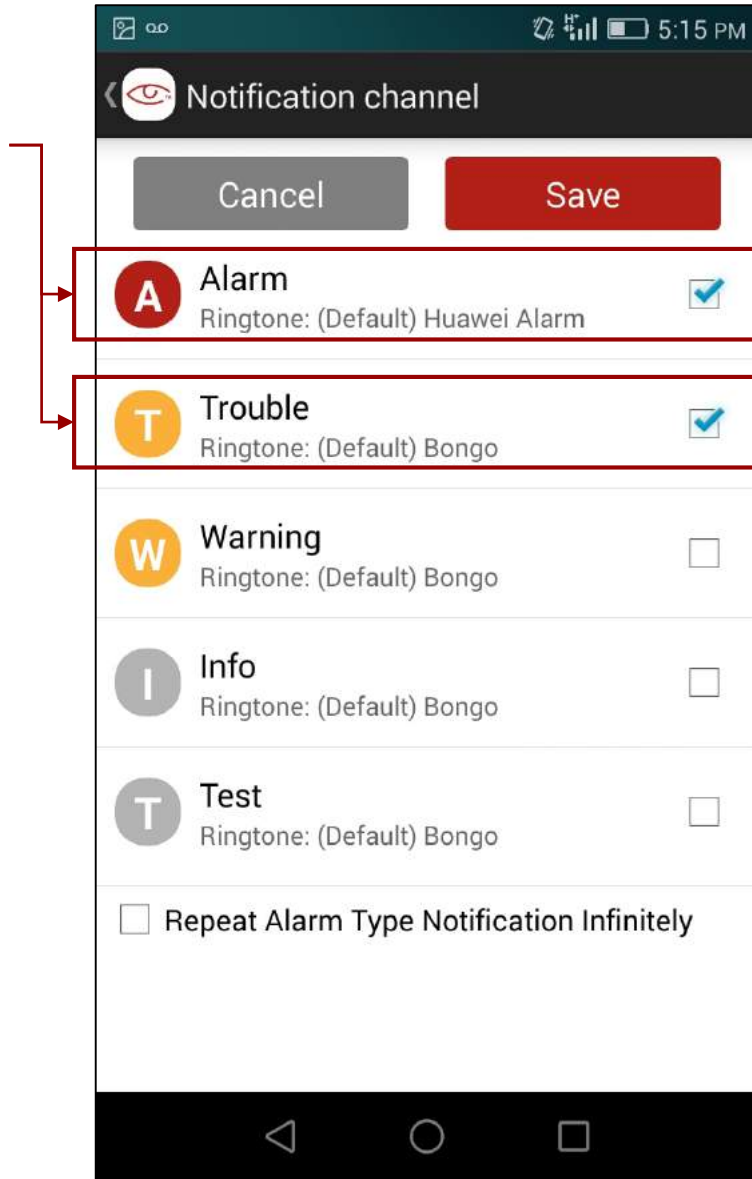 5:15 PM
Notification channel
Cancel
Save
A
Alarm
Ringtone: (Default) Huawei Alarm
T
Trouble
Ringtone: (Default) Bongo
W
Warning
Ringtone: (Default) Bongo
I
Info
Ringtone: (Default) Bongo
T
Test
Ringtone: (Default) Bongo
Repeat Alarm Type Notification Infinitely